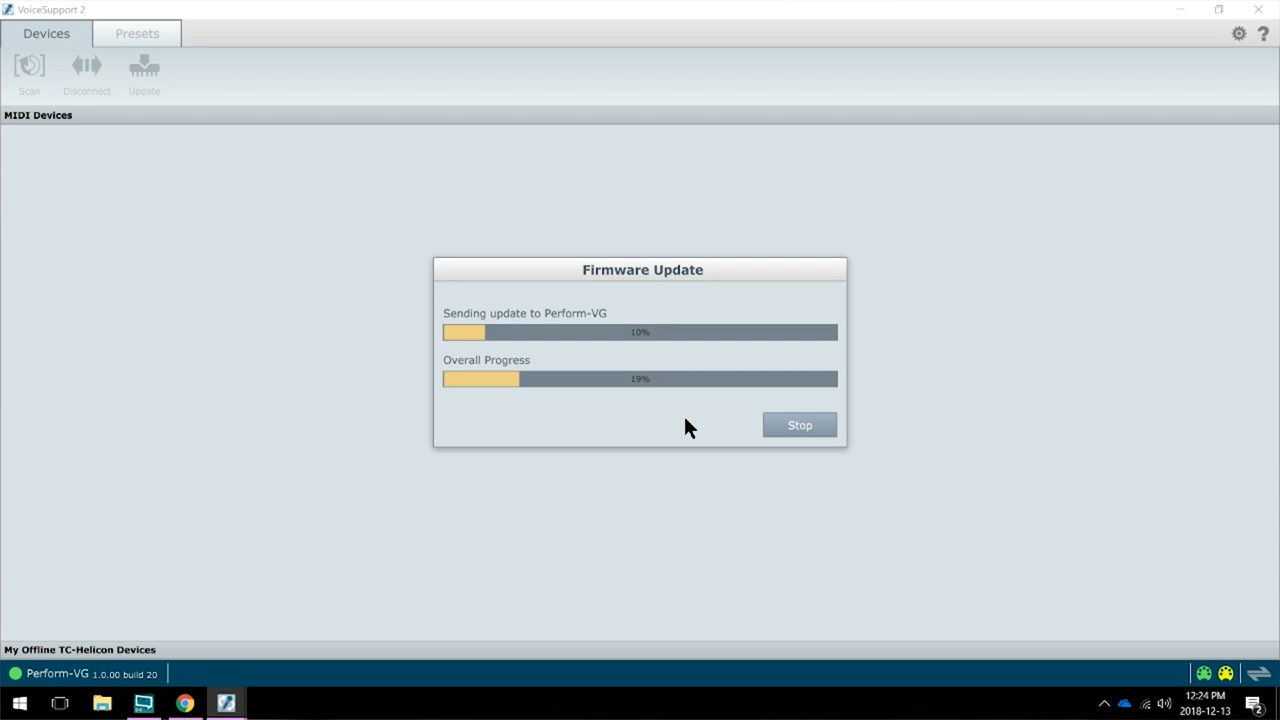 VoiceSupport 2
Devices
Presets
Scan
Disconnect
Update
MIDI Devices
Firmware Update
Sending update to Perform-VG
10%
Overall Progress
19%
Stop
My Offline TC-Helicon Devices
Perform-VG 1.0.00 build 20
12:24 PM
2018-12-13
2